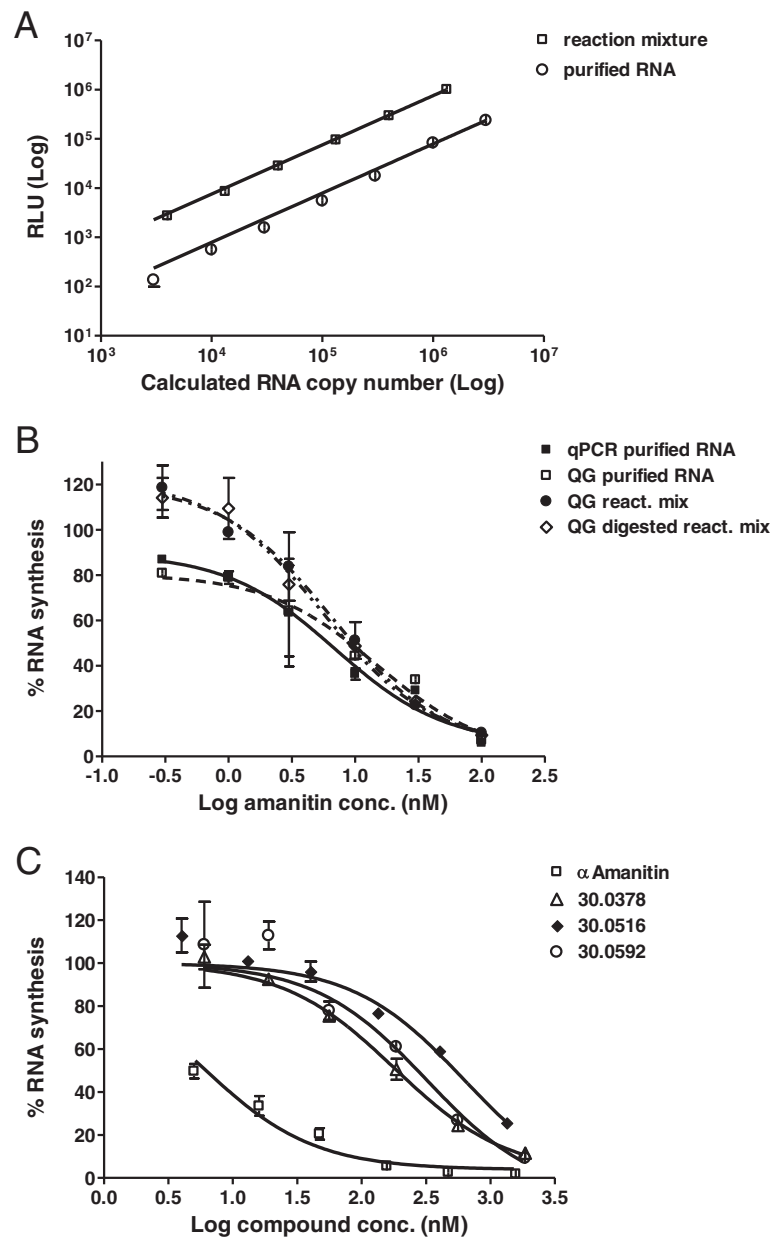 A
10⁷
10⁶
10⁵
10⁴
10³
10²
10¹
RLU (Log)
10³ 10⁴ 10⁵ 10⁶ 10⁷
Calculated RNA copy number (Log)
reaction mixture
purified RNA
B
120
100
80
60
40
20
0
% RNA synthesis
-1.0 -0.5 0.0 0.5 1.0 1.5 2.0 2.5
Log amanitin conc. (nM)
qPCR purified RNA
QG purified RNA
QG react. mix
QG digested react. mix
C
140
120
100
80
60
40
20
0
% RNA synthesis
0.0 0.5 1.0 1.5 2.0 2.5 3.0 3.5
Log compound conc. (nM)
α Amanitin
30.0378
30.0516
30.0592